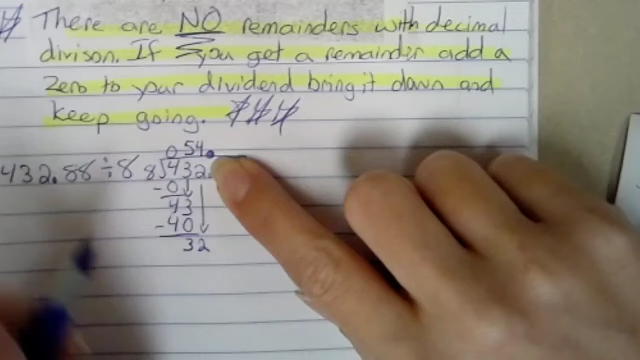 There are NO remainders with decimal
divison. If you get a remainder add a
zero to your dividend bring it down and
keep going.
054.
432.88÷8 8)432.
-0
43
-40
32